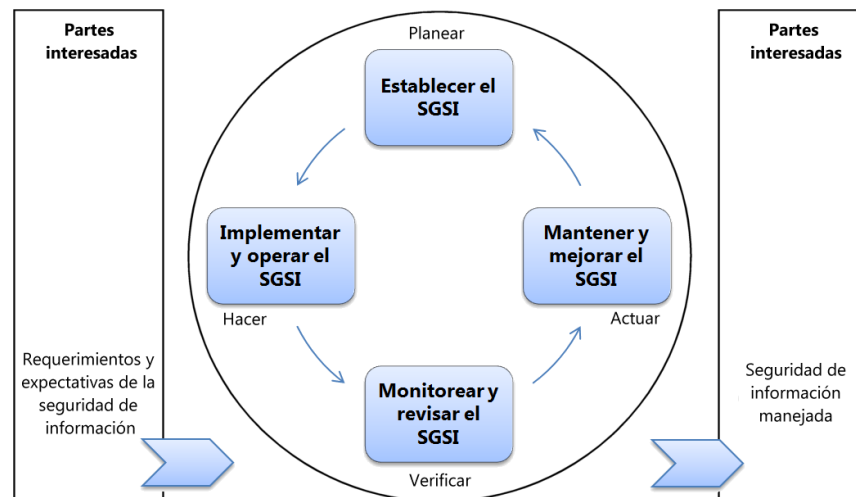 Partes
interesadas
Requerimientos y
expectativas de la
seguridad de
información
Planear
Establecer el
SGSI
Implementar
y operar el
SGSI
Hacer
Mantener y
mejorar el
SGSI
Actuar
Monitorear y
revisar el
SGSI
Verificar
Partes
interesadas
Seguridad de
información
manejada